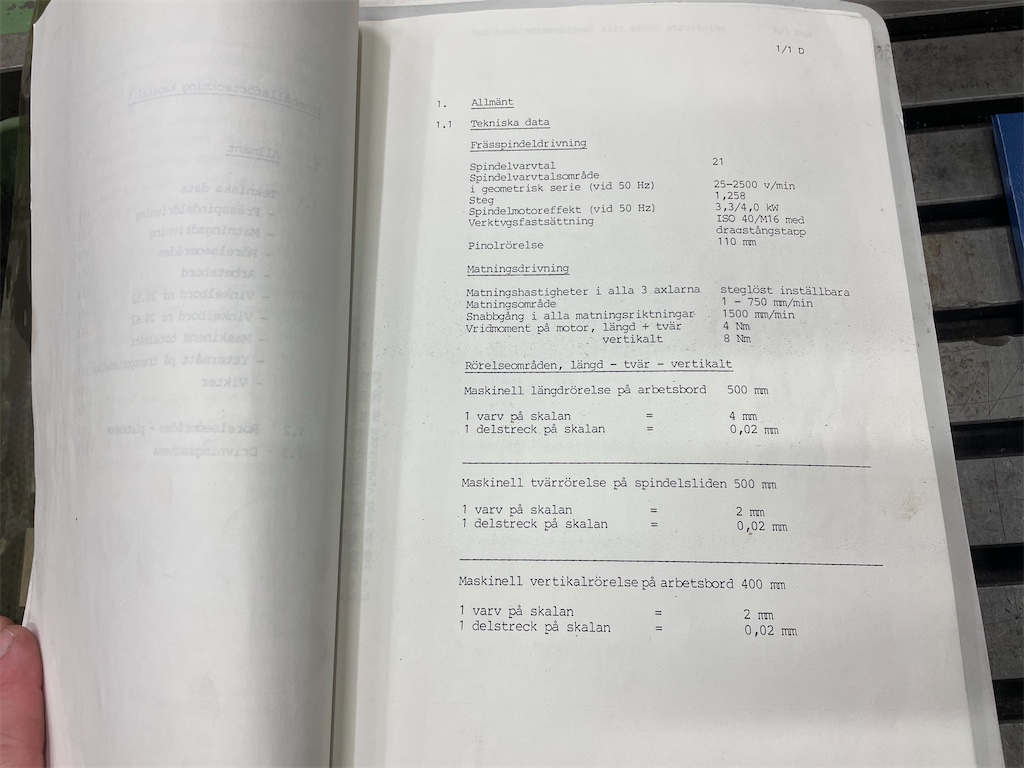 1/1 D
1. Allmänt
1.1 Tekniska data
Frässpindeldrivning
Spindelvarvtal 21
Spindelvarvtalsområde
i geometrisk serie (vid 50 Hz) 25-2500 v/min
Steg 1,258
Spindelmotoreffekt (vid 50 Hz) 3,3/4,0 kW
Verktygsfastsättning ISO 40/M16 med
dragstångstapp
Pinolrörelse 110 mm
Matningsdrivning
Matningshastigheter i alla 3 axlarna steglöst inställbara
Matningsområde 1 - 750 mm/min
Snabbgång i alla matningsriktningar 1500 mm/min
Vridmoment på motor, längd + tvär 4 Nm
vertikalt 8 Nm
Rörelseområden, längd - tvär - vertikalt
Maskinell längdrörelse på arbetsbord 500 mm
1 varv på skalan = 4 mm
1 delstreck på skalan = 0,02 mm
Maskinell tvärrörelse på spindelsliden 500 mm
1 varv på skalan = 2 mm
1 delstreck på skalan = 0,02 mm
Maskinell vertikalrörelse på arbetsbord 400 mm
1 varv på skalan = 2 mm
1 delstreck på skalan = 0,02 mm